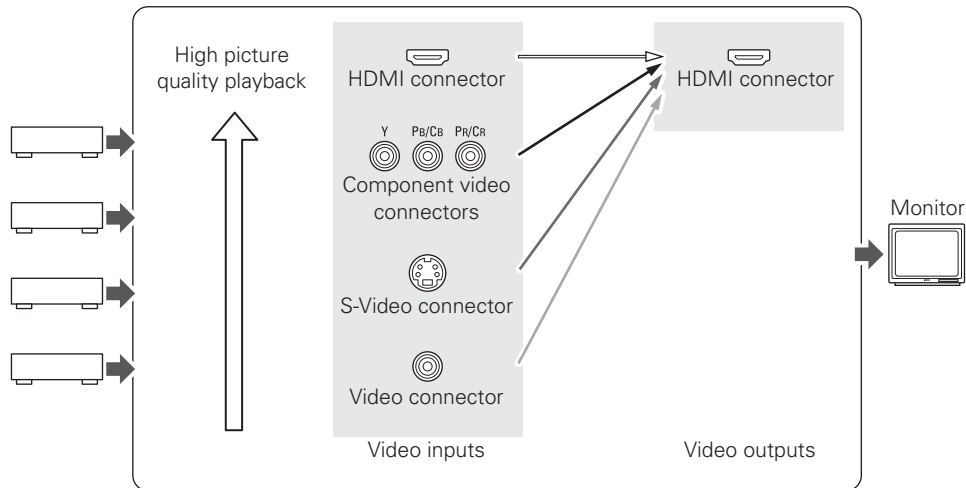 High picture
quality playback
HDMI connector
Y PB/CB PR/CR
Component video
connectors
S-Video connector
Video connector
Video inputs
HDMI connector
Video outputs
Monitor